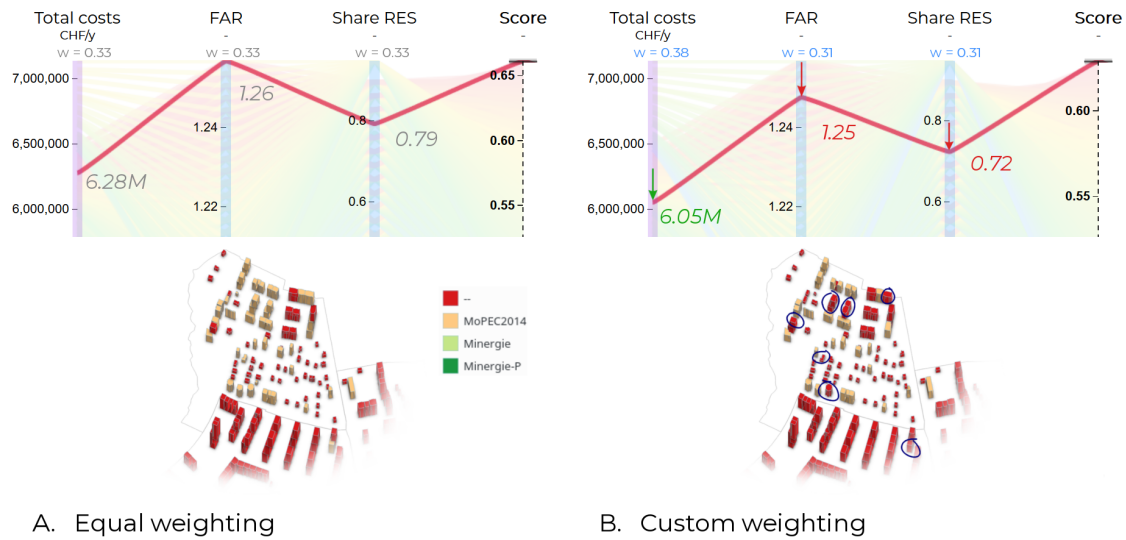 Total costs FAR Share RES Score
CHF/y - - -
w = 0.33 w = 0.33 w = 0.33
7,000,000
6,500,000
6,000,000
1.24
1.22
0.8
0.6
0.65
0.60
0.55
6.28M
1.26
0.79
--
MoPEC2014
Minergie
Minergie-P
A. Equal weighting
Total costs FAR Share RES Score
CHF/y - - -
w = 0.38 w = 0.31 w = 0.31
7,000,000
6,500,000
6,000,000
1.24
1.22
0.8
0.6
0.60
0.55
6.05M
1.25
0.72
B. Custom weighting